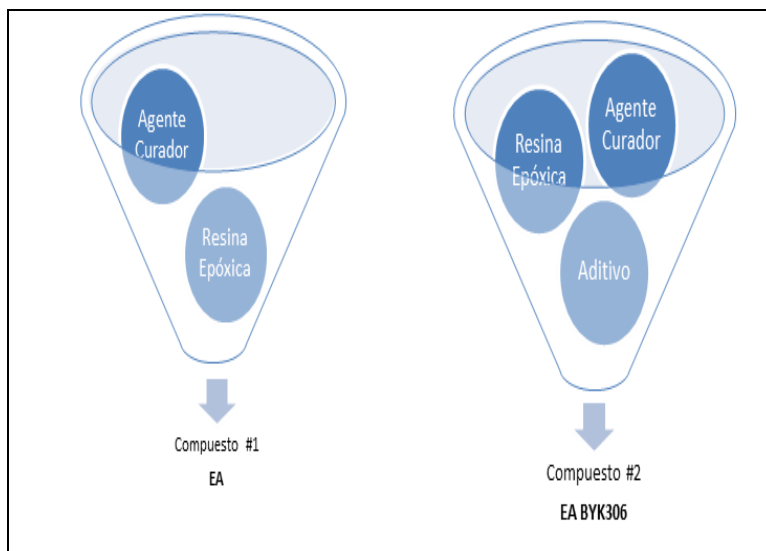 Agente
Curador
Resina
Epóxica
Compuesto #1
EA
Resina
Epóxica
Agente
Curador
Aditivo
Compuesto #2
EA BYK306